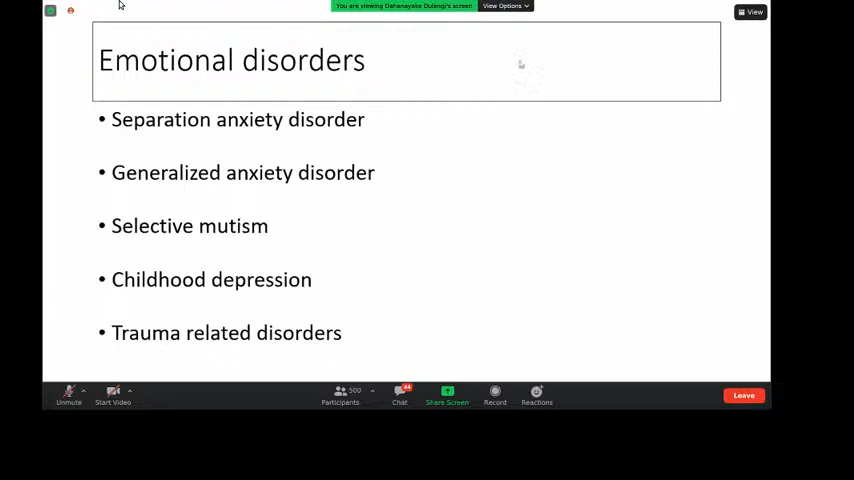 You are viewing Dahanayake Dulangi's screen View Options
View
Emotional disorders
• Separation anxiety disorder
• Generalized anxiety disorder
• Selective mutism
• Childhood depression
• Trauma related disorders
500
44
Unmute Start Video Participants Chat Share Screen Record Reactions Leave